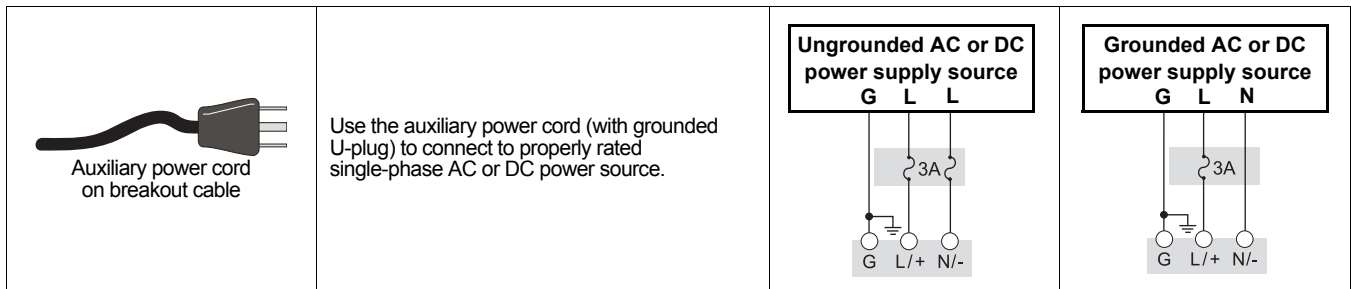 Auxiliary power cord
on breakout cable
Use the auxiliary power cord (with grounded
U-plug) to connect to properly rated
single-phase AC or DC power source.
Ungrounded AC or DC
power supply source
G L L
3A
G L/+ N/-
Grounded AC or DC
power supply source
G L N
3A
G L/+ N/-